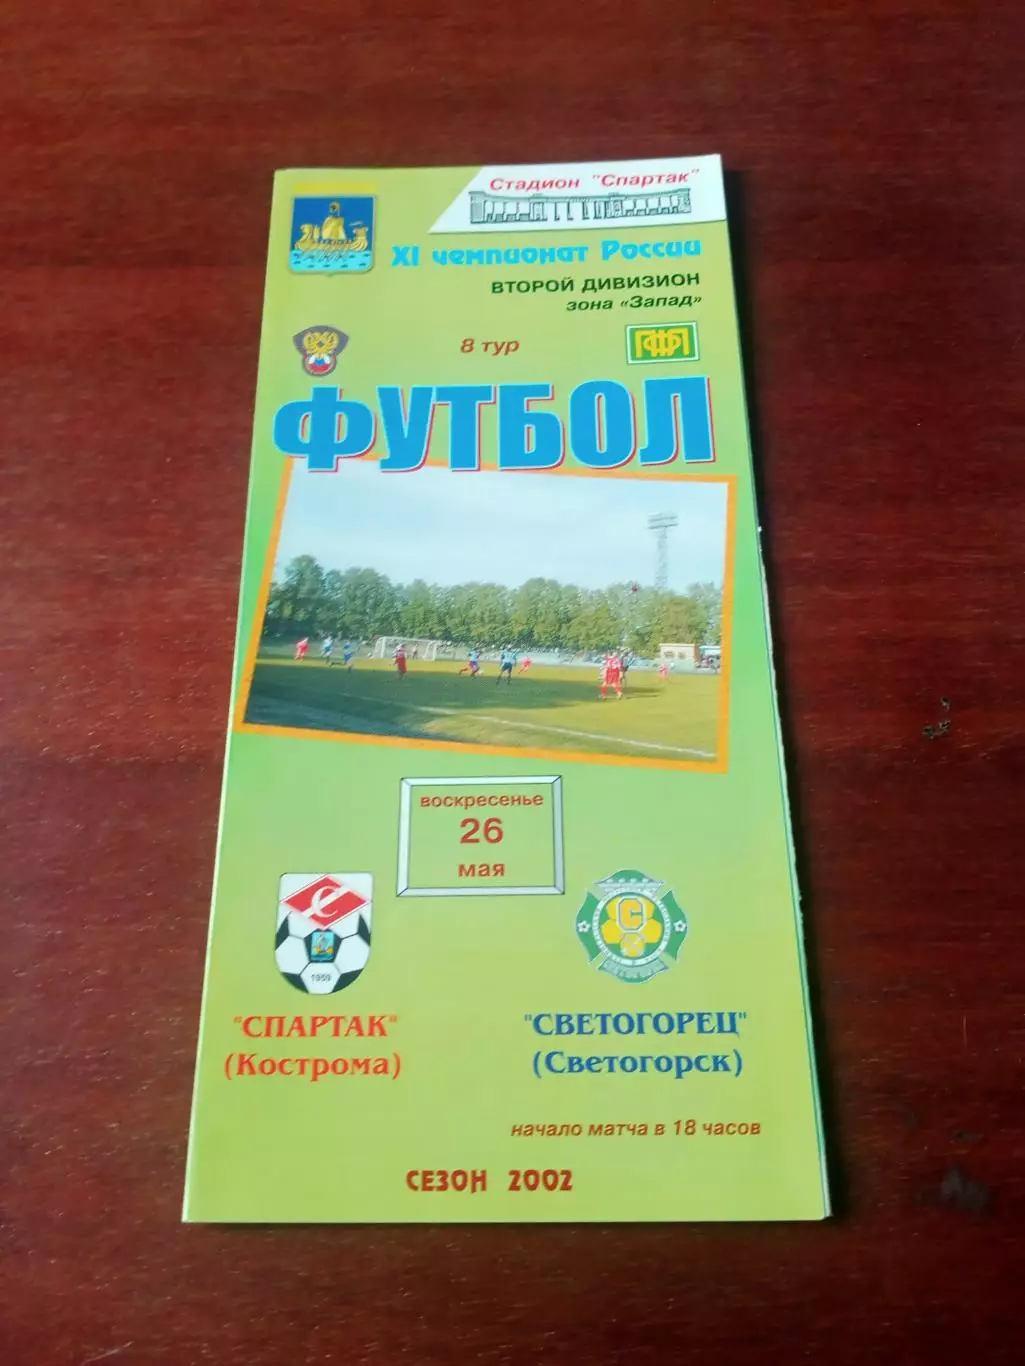 Стадион "Спартак"
XI чемпионат России
ВТОРОЙ ДИВИЗИОН
зона «Запад»
8 тур
ПФЛ
ФУТБОЛ
воскресенье
26
мая
С
1959
С
"СПАРТАК"
(Кострома)
"СВЕТОГОРЕЦ"
(Светогорск)
начало матча в 18 часов
СЕЗОН 2002